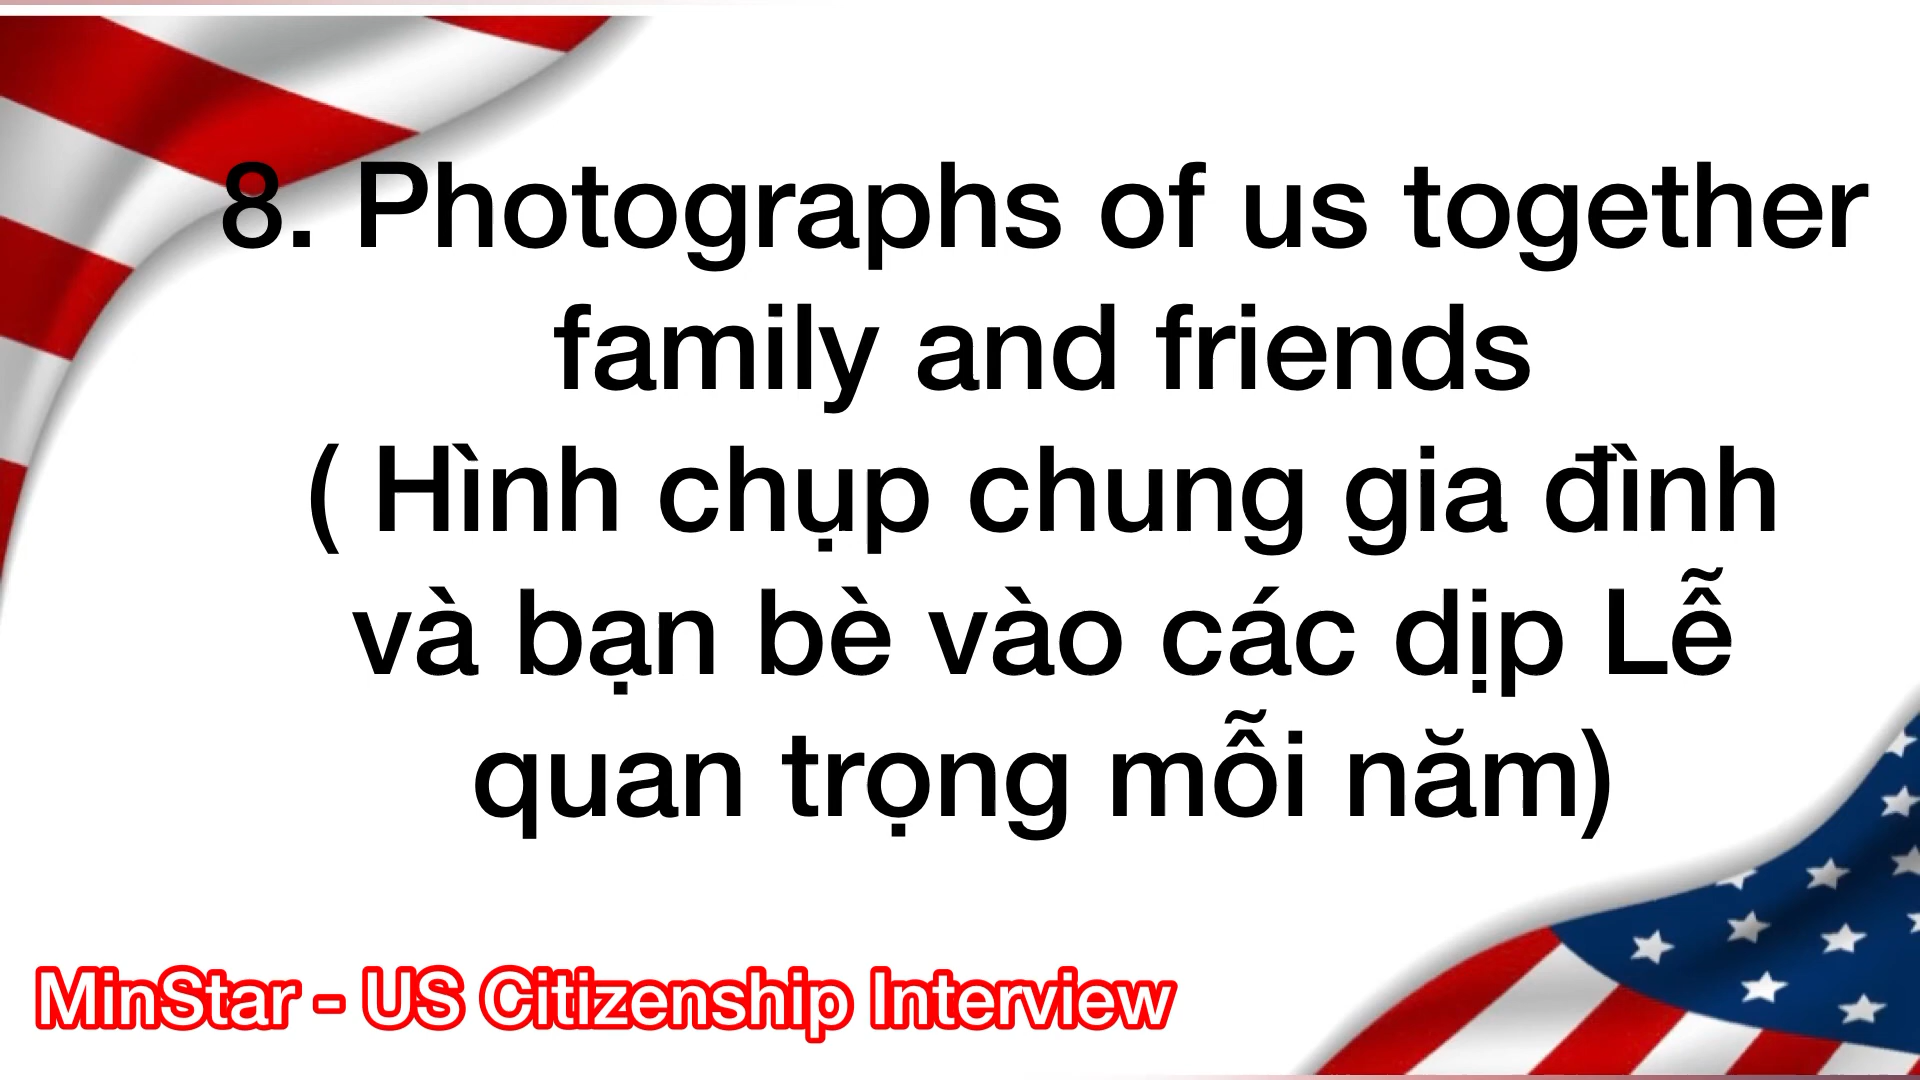 8. Photographs of us together
family and friends
( Hình chụp chung gia đình
và bạn bè vào các dịp Lễ
quan trọng mỗi năm)
MinStar - US Citizenship Interview